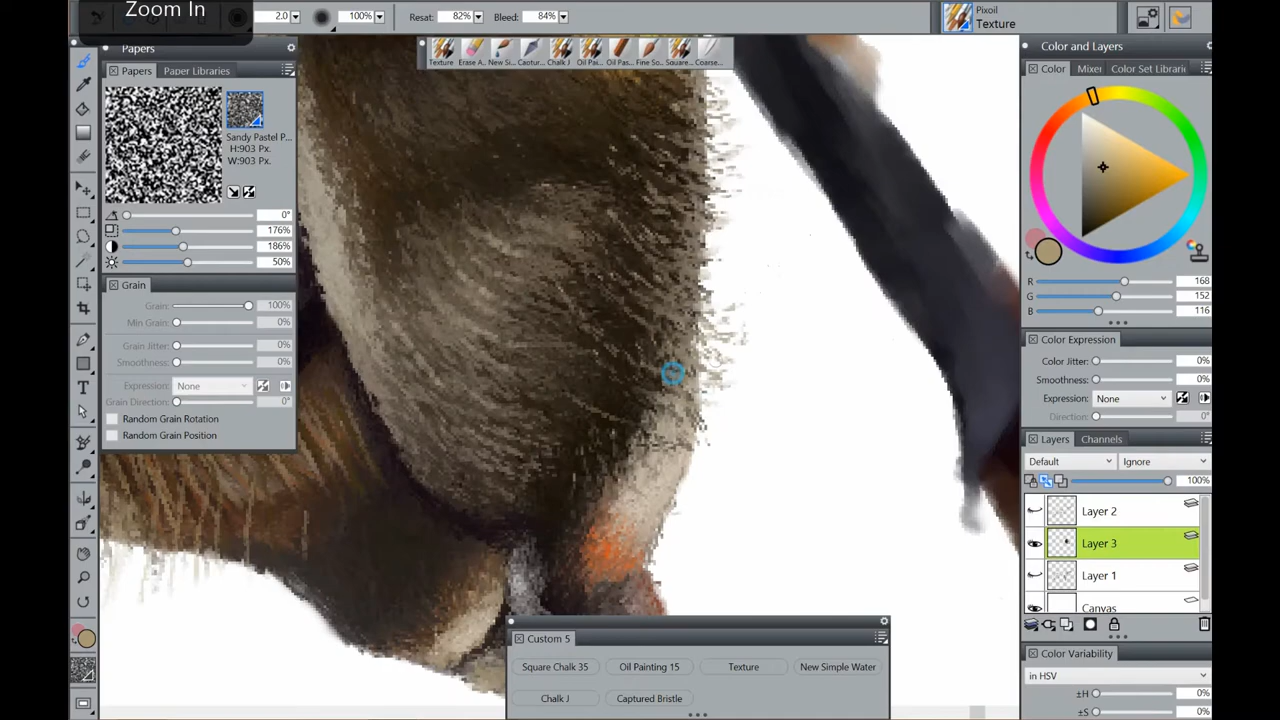 Zoom In
2.0
100%
Resat: 82%
Bleed: 84%
Pixoil
Texture
Papers
Papers
Paper Libraries
Sandy Pastel P...
H:903 Px.
W:903 Px.
0°
176%
186%
50%
Grain
Grain: 100%
Min Grain: 0%
Grain Jitter: 0%
Smoothness: 0%
Expression: None
Grain Direction: 0°
Random Grain Rotation
Random Grain Position
Texture
Erase A...
New Si...
Captur...
Chalk J
Oil Pai...
Oil Pas...
Fine So...
Square...
Coarse...
Custom 5
Square Chalk 35
Oil Painting 15
Texture
New Simple Water
Chalk J
Captured Bristle
Color and Layers
Color
Mixer
Color Set Librari
R 168
G 152
B 116
Color Expression
Color Jitter: 0%
Smoothness: 0%
Expression: None
Direction: 0°
Layers
Channels
Default
Ignore
100%
Layer 2
Layer 3
Layer 1
Canvas
Color Variability
in HSV
±H 0%
±S 0%
T